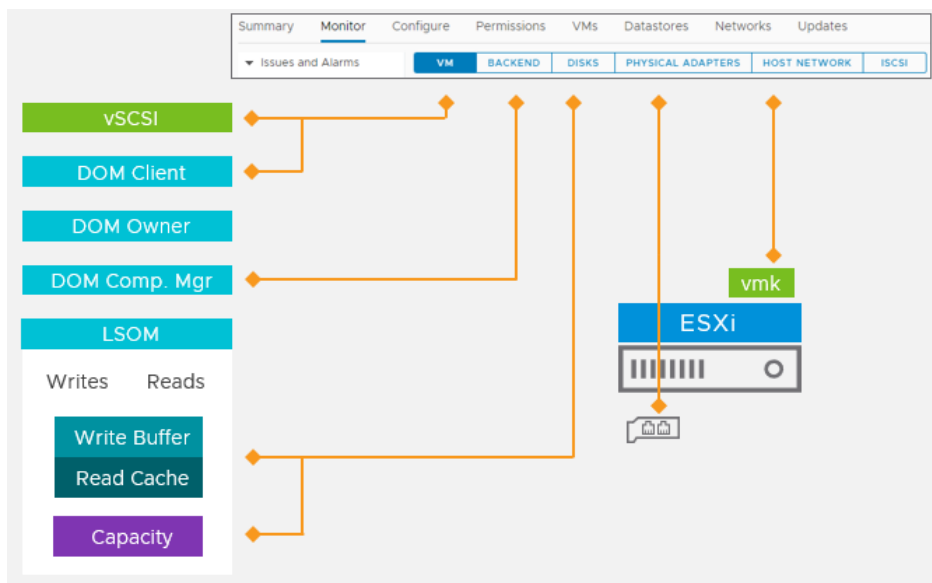 Summary Monitor Configure Permissions VMs Datastores Networks Updates
Issues and Alarms VM BACKEND DISKS PHYSICAL ADAPTERS HOST NETWORK ISCSI
vSCSI
DOM Client
DOM Owner
DOM Comp. Mgr
vmk
LSOM
ESXi
Writes Reads
Write Buffer
Read Cache
Capacity